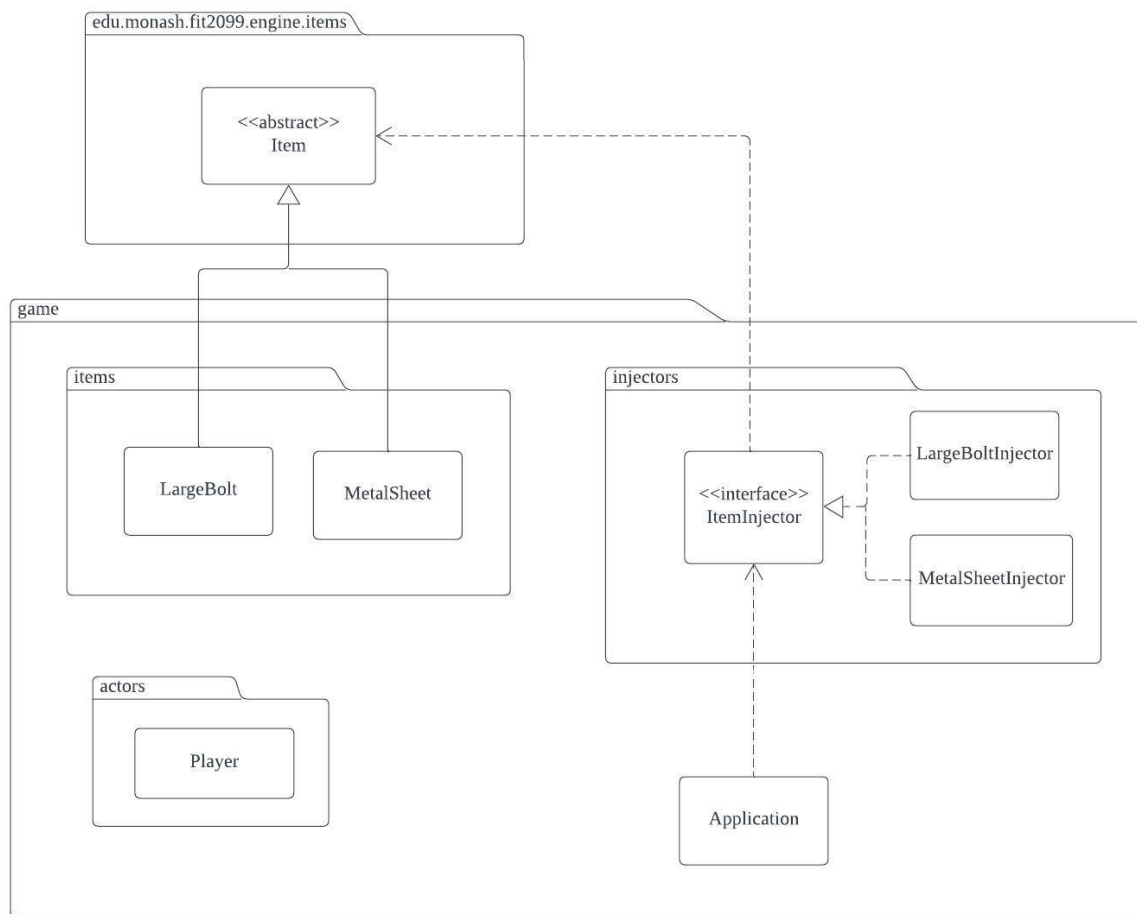 edu.monash.fit2099.engine.items
<<abstract>>
Item
game
items
injectors
LargeBolt
MetalSheet
<<interface>>
ItemInjector
LargeBoltInjector
MetalSheetInjector
actors
Player
Application